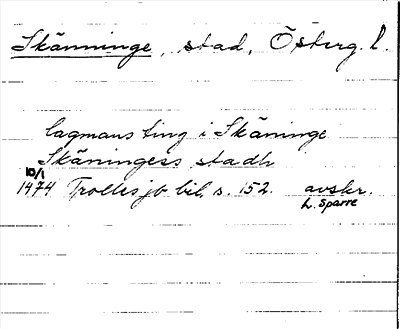 Skänninge, stad, Österg. l.
lagmans ting i Skäninge
Skäningess stadh
10/1
1474 Trolles jb bil. s. 152. avskr.
L. Sparre